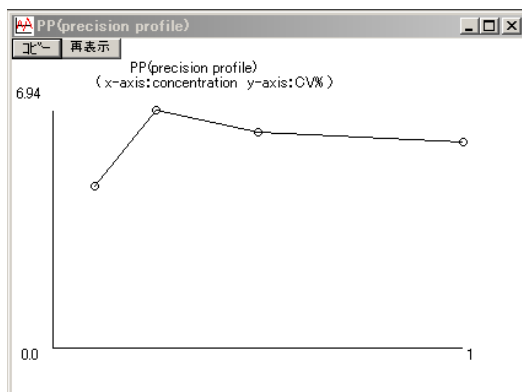 PP(precision profile)
ｺﾋﾟｰ 再表示
PP(precision profile)
( x-axis:concentration y-axis:CV% )
6.94
0.0
1